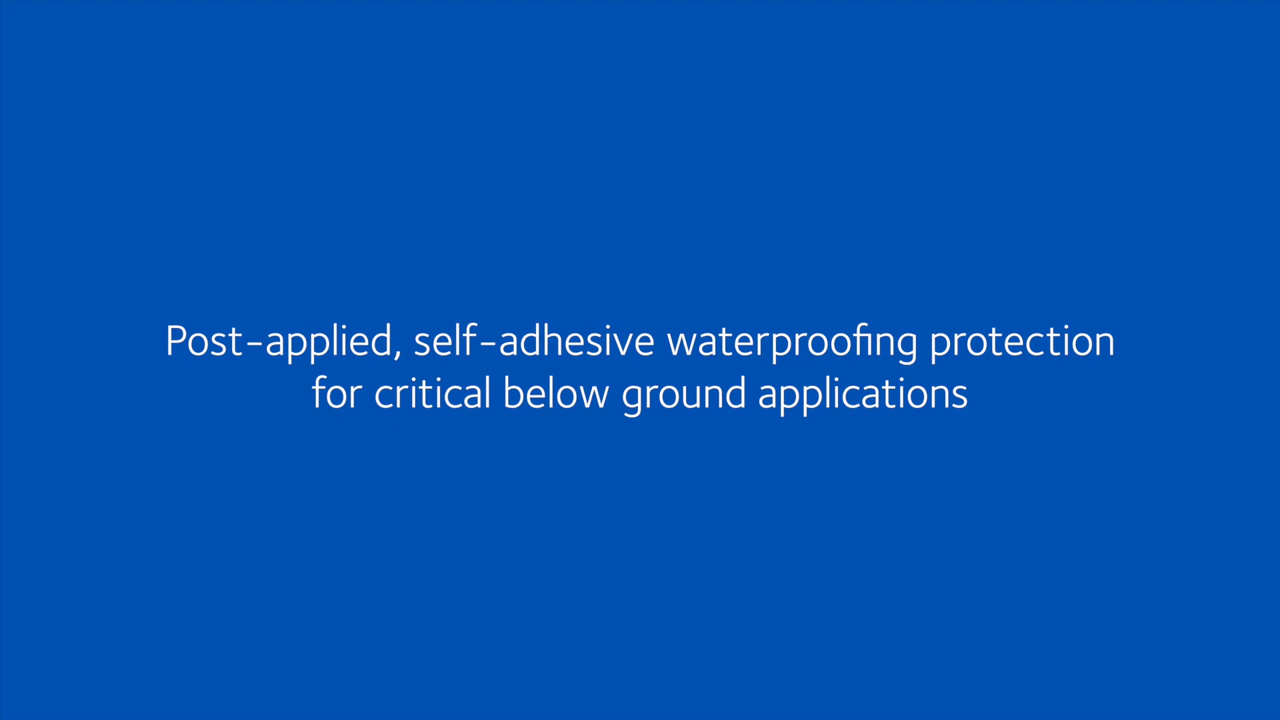 Post-applied, self-adhesive waterproofing protection
for critical below ground applications